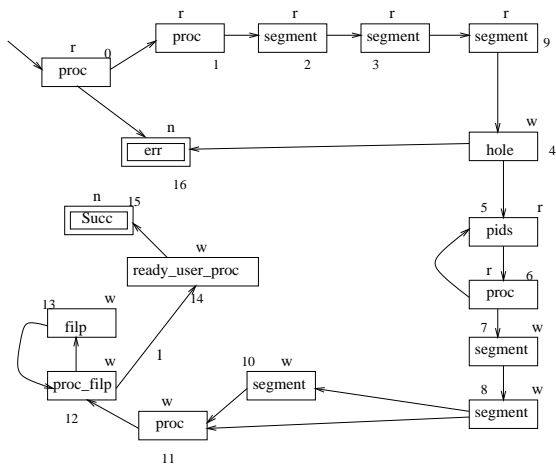 r
0
proc
r
proc
1
r
segment
2
r
segment
3
r
segment
9
w
hole
4
n
err
16
5
r
pids
r
6
proc
7
w
segment
8
w
segment
10
w
segment
w
proc
11
w
proc_filp
12
13
w
filp
1
w
ready_user_proc
14
n
15
Succ